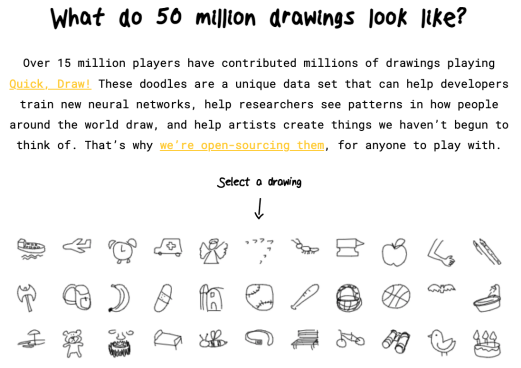 What do 50 million drawings look like?
Over 15 million players have contributed millions of drawings playing
Quick, Draw! These doodles are a unique data set that can help developers
train new neural networks, help researchers see patterns in how people
around the world draw, and help artists create things we haven't begun to
think of. That's why we're open-sourcing them, for anyone to play with.
Select a drawing